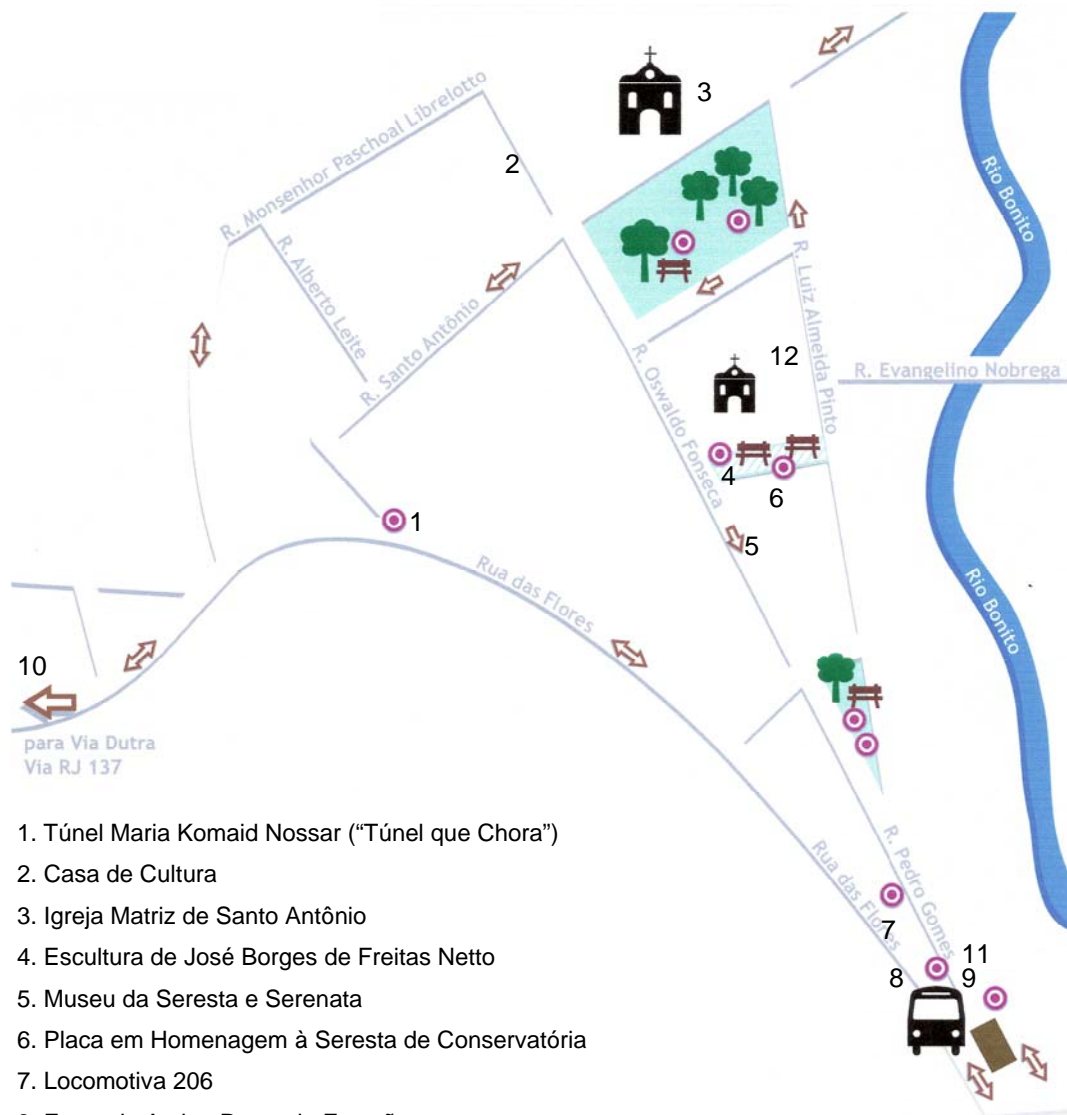 3
R. Monsenhor Paschoal Librelotto
2
R. Alberto Leite
R. Santo Antônio
R. Luiz Almeida Pinto
Rio Bonito
12
R. Evangelino Nobrega
R. Oswaldo Fonseca
4
6
5
1
Rua das Flores
Rio Bonito
10
para Via Dutra
Via RJ 137
R. Pedro Gomes
Rua das Flores
7
11
8
9
1. Túnel Maria Komaid Nossar (“Túnel que Chora”)
2. Casa de Cultura
3. Igreja Matriz de Santo Antônio
4. Escultura de José Borges de Freitas Netto
5. Museu da Seresta e Serenata
6. Placa em Homenagem à Seresta de Conservatória
7. Locomotiva 206